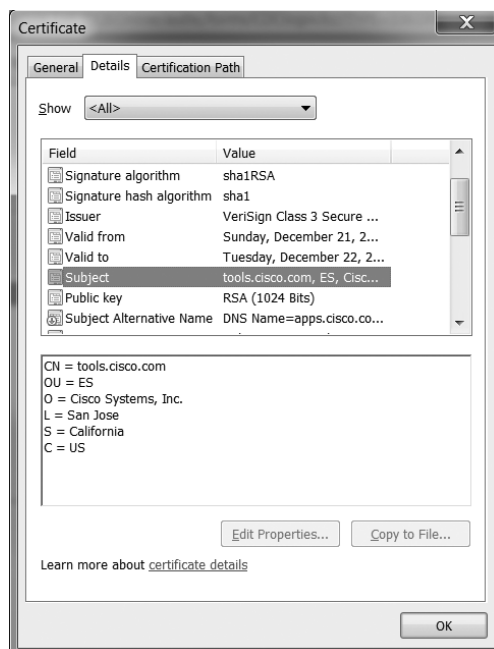 Certificate
X
General Details Certification Path
Show <All>
Field Value
Signature algorithm sha1RSA
Signature hash algorithm sha1
Issuer VeriSign Class 3 Secure ...
Valid from Sunday, December 21, 2...
Valid to Tuesday, December 22, 2...
Subject tools.cisco.com, ES, Cisc...
Public key RSA (1024 Bits)
Subject Alternative Name DNS Name=apps.cisco.co...
CN = tools.cisco.com
OU = ES
O = Cisco Systems, Inc.
L = San Jose
S = California
C = US
Edit Properties... Copy to File...
Learn more about certificate details
OK